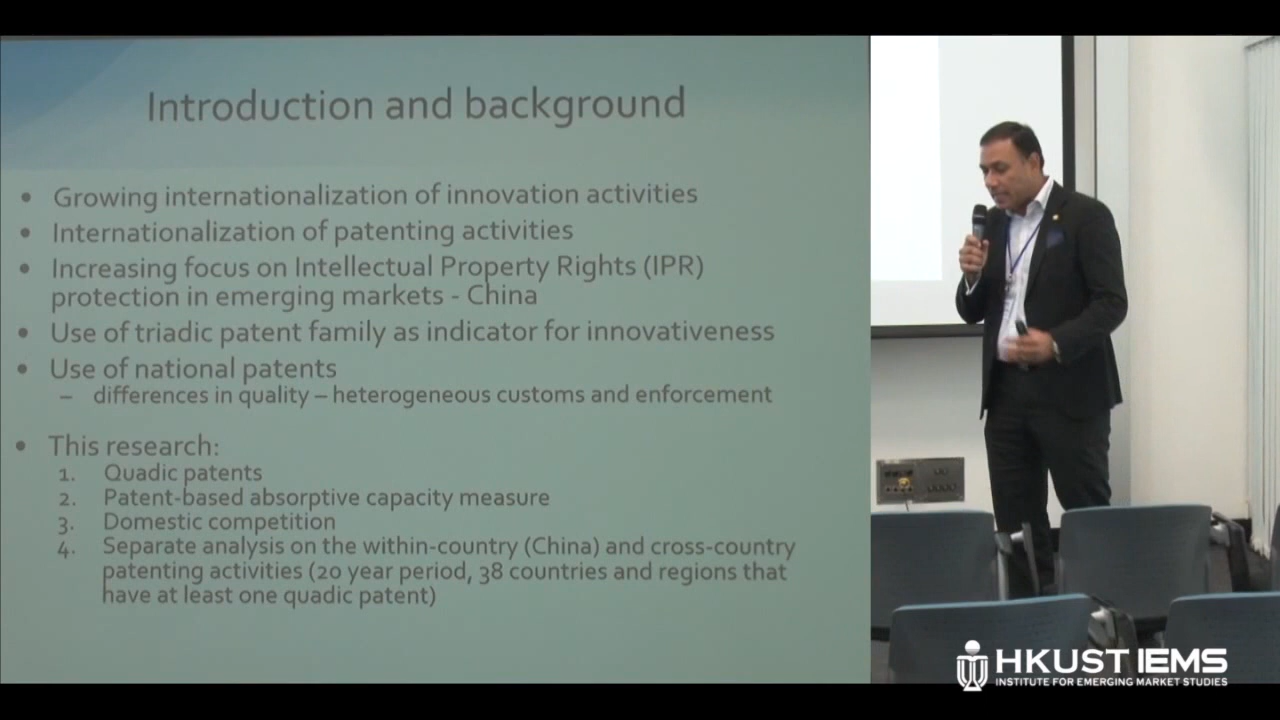 Introduction and background
• Growing internationalization of innovation activities
• Internationalization of patenting activities
• Increasing focus on Intellectual Property Rights (IPR)
protection in emerging markets - China
• Use of triadic patent family as indicator for innovativeness
• Use of national patents
– differences in quality – heterogeneous customs and enforcement
• This research:
1. Quadic patents
2. Patent-based absorptive capacity measure
3. Domestic competition
4. Separate analysis on the within-country (China) and cross-country
patenting activities (20 year period, 38 countries and regions that
have at least one quadic patent)
HKUST IEMS
INSTITUTE FOR EMERGING MARKET STUDIES